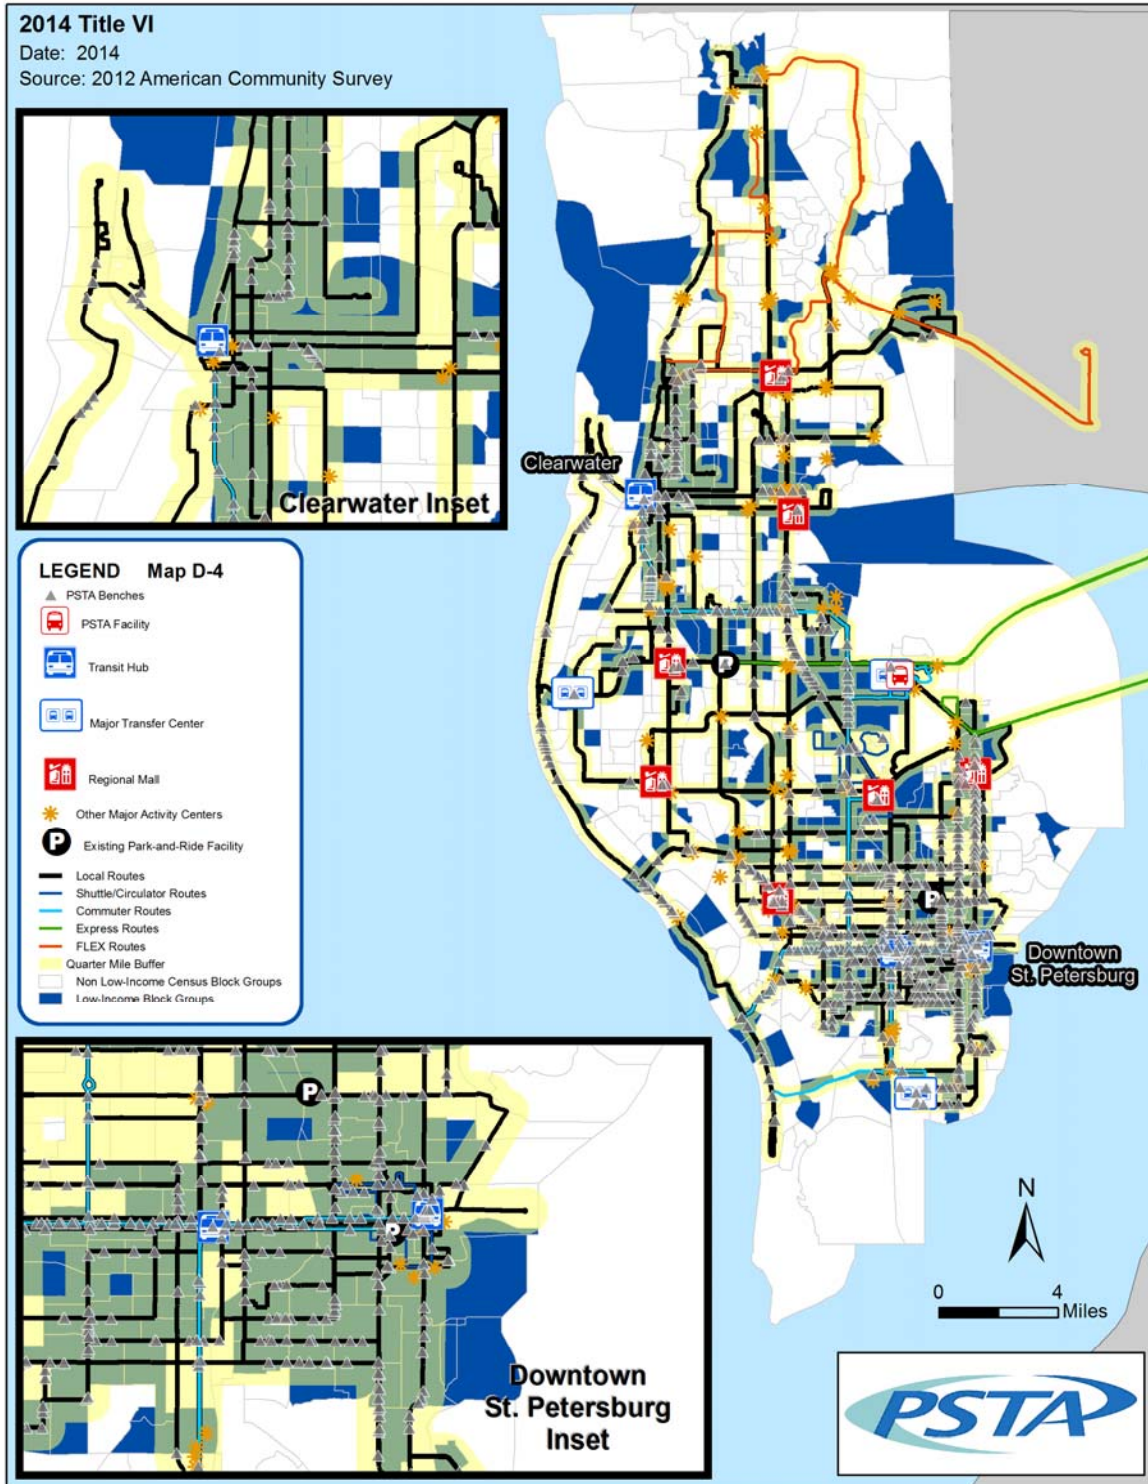 2014 Title VI
Date: 2014
Source: 2012 American Community Survey
Clearwater Inset
LEGEND Map D-4
PSTA Benches
PSTA Facility
Transit Hub
Major Transfer Center
Regional Mall
Other Major Activity Centers
P Existing Park-and-Ride Facility
Local Routes
Shuttle/Circulator Routes
Commuter Routes
Express Routes
FLEX Routes
Quarter Mile Buffer
Non Low-Income Census Block Groups
Low-Income Block Groups
Clearwater
P
P
Downtown
St. Petersburg
P
P
Downtown
St. Petersburg
Inset
N
0 4
Miles
PSTA